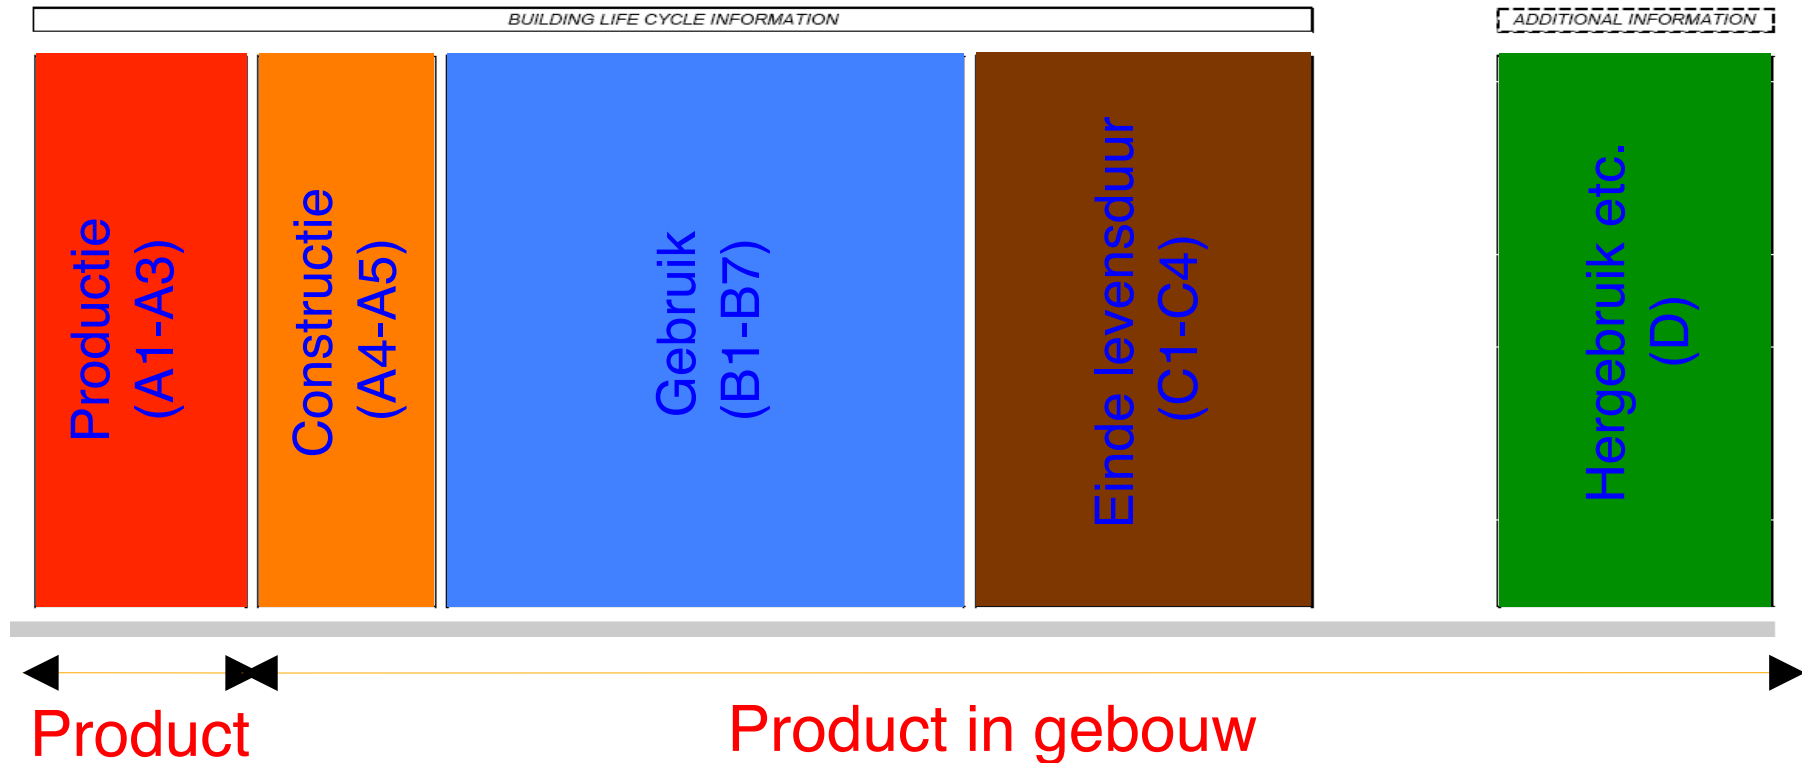 BUILDING LIFE CYCLE INFORMATION
ADDITIONAL INFORMATION
Productie
(A1-A3)
Constructie
(A4-A5)
Gebruik
(B1-B7)
Einde levensduur
(C1-C4)
Hergebruik etc.
(D)
Product
Product in gebouw